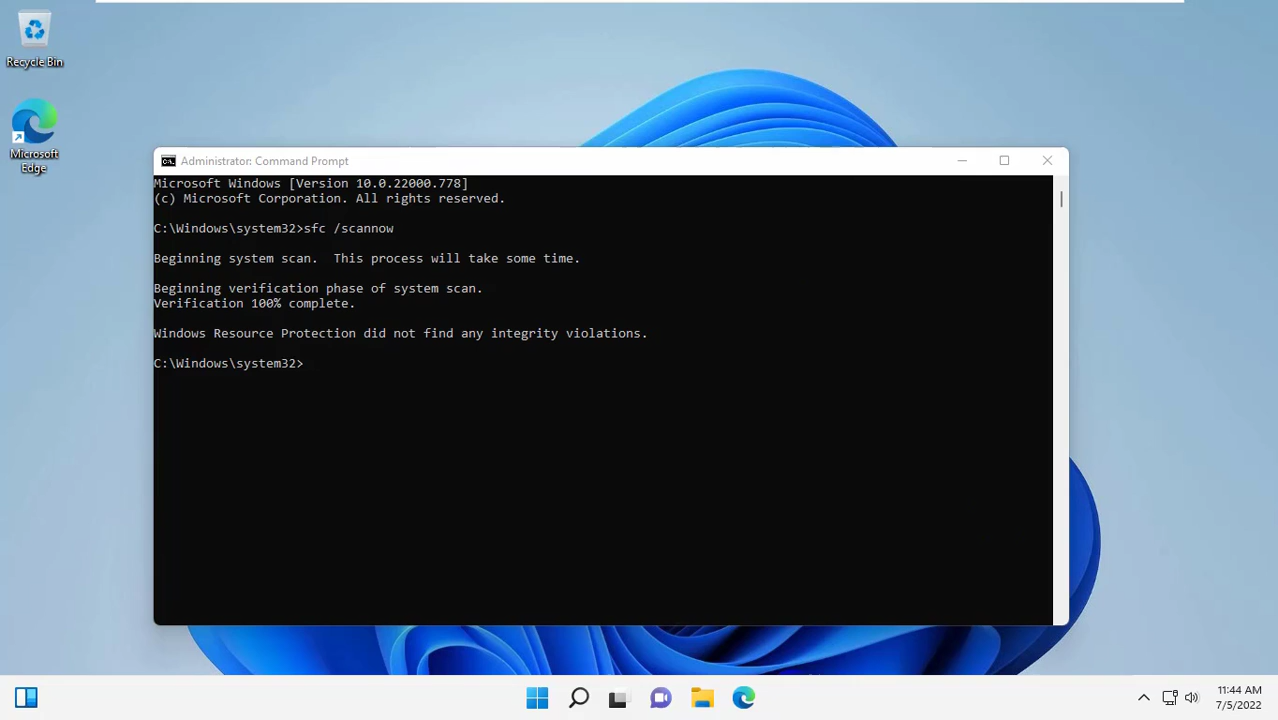 Recycle Bin
Microsoft
Edge
Administrator: Command Prompt
Microsoft Windows [Version 10.0.22000.778]
(c) Microsoft Corporation. All rights reserved.
C:\Windows\system32>sfc /scannow
Beginning system scan.  This process will take some time.
Beginning verification phase of system scan.
Verification 100% complete.
Windows Resource Protection did not find any integrity violations.
C:\Windows\system32>
11:44 AM
7/5/2022